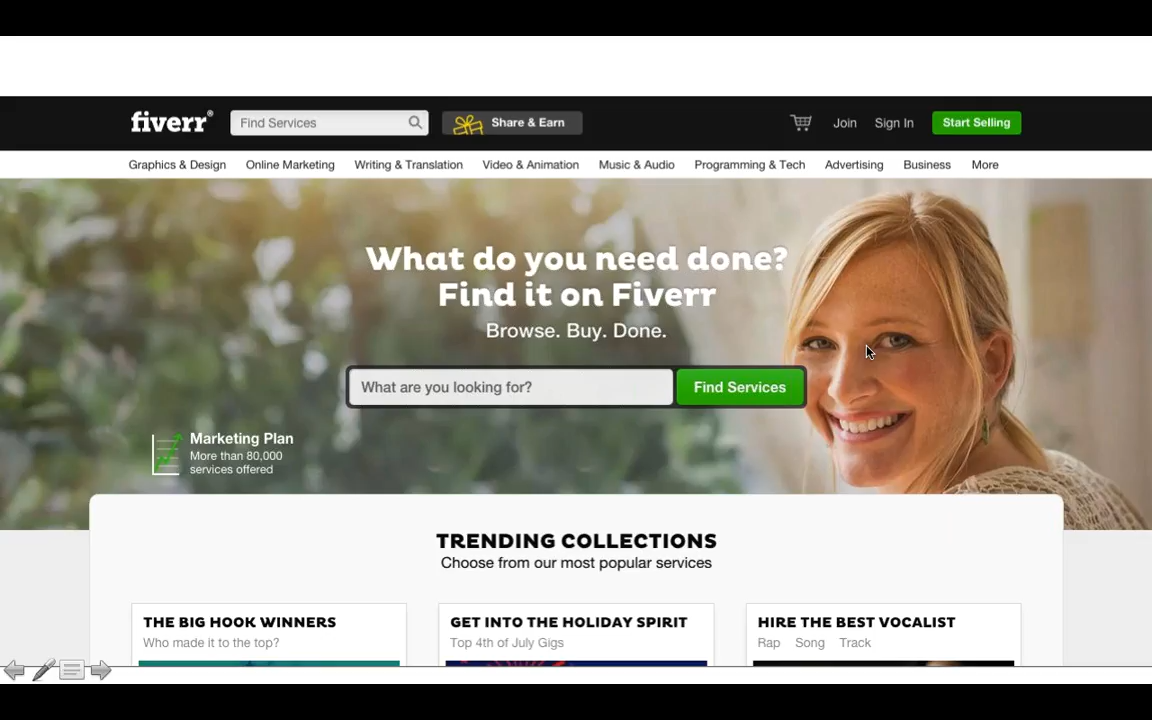 fiverr®
Find Services
Share & Earn
Join
Sign In
Start Selling
Graphics & Design
Online Marketing
Writing & Translation
Video & Animation
Music & Audio
Programming & Tech
Advertising
Business
More
What do you need done?
Find it on Fiverr
Browse. Buy. Done.
What are you looking for?
Find Services
Marketing Plan
More than 80,000
services offered
TRENDING COLLECTIONS
Choose from our most popular services
THE BIG HOOK WINNERS
Who made it to the top?
GET INTO THE HOLIDAY SPIRIT
Top 4th of July Gigs
HIRE THE BEST VOCALIST
Rap Song Track